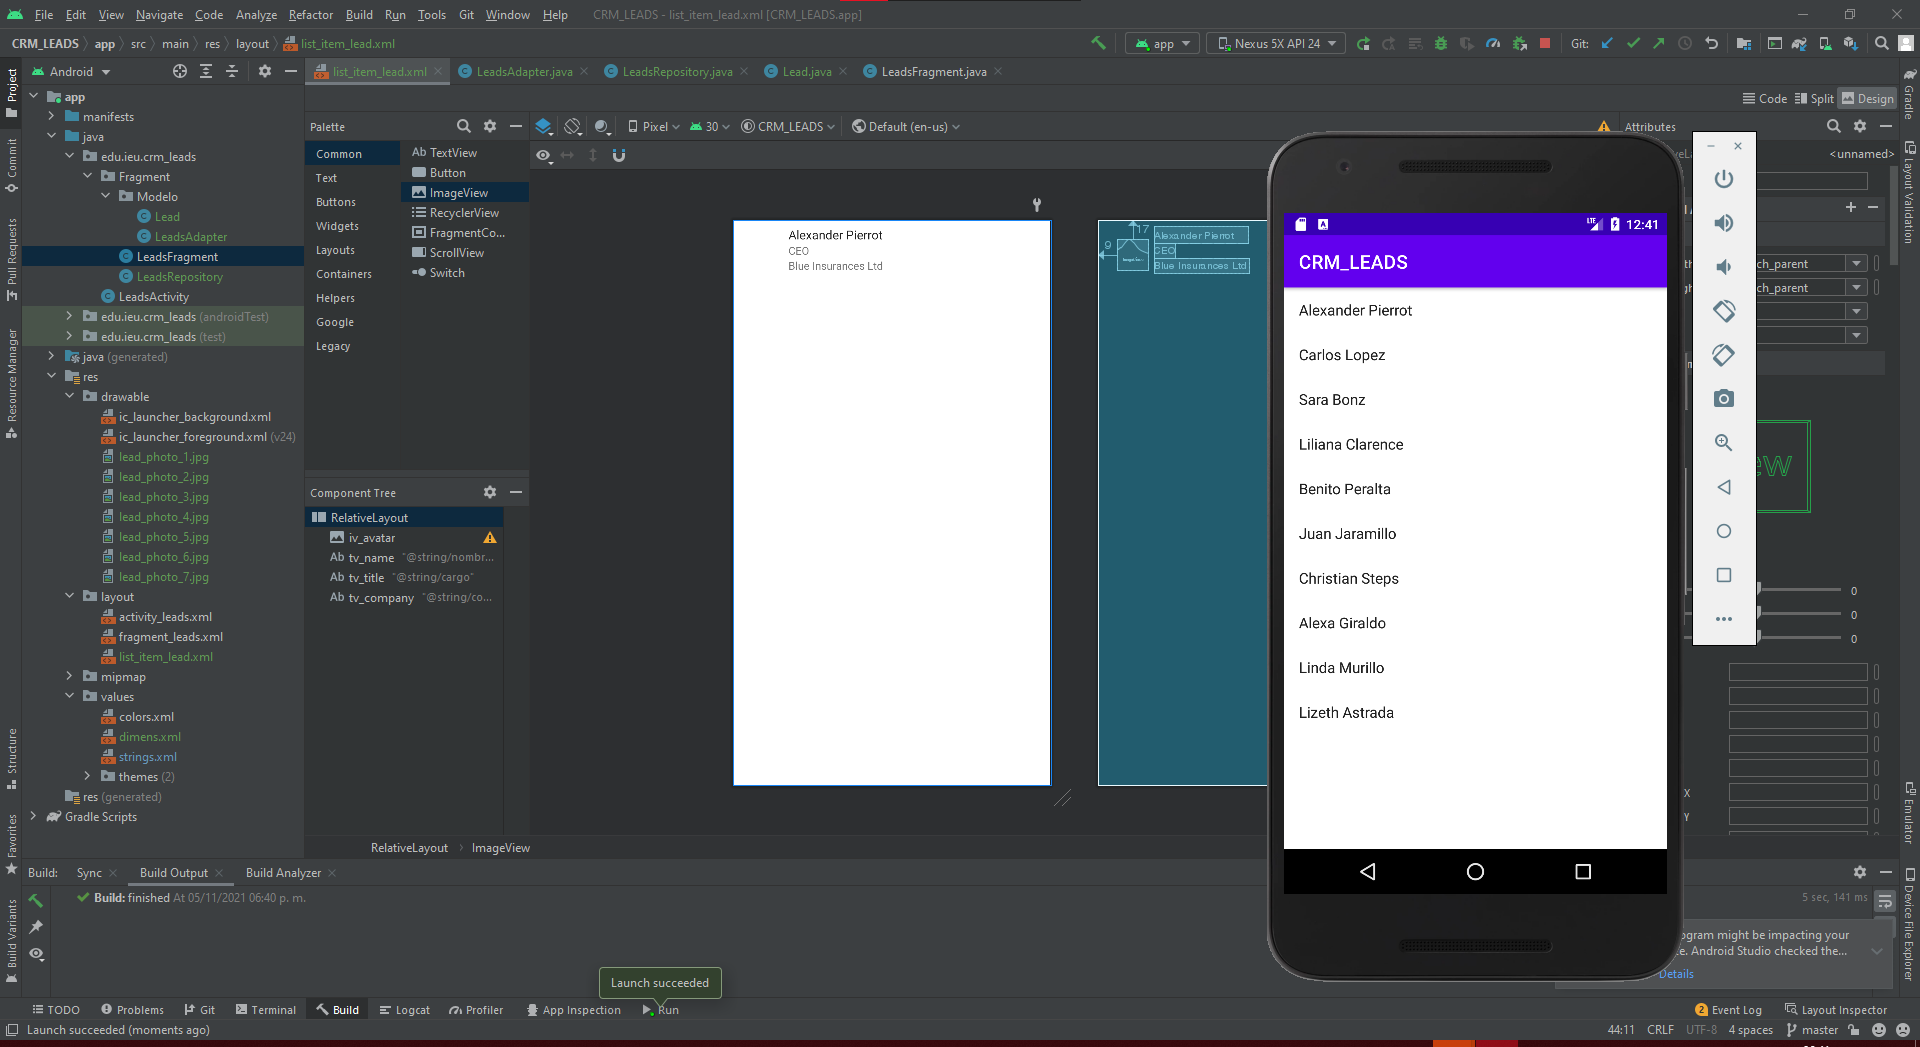 File Edit View Navigate Code Analyze Refactor Build Run Tools Git Window Help CRM_LEADS - list_item_lead.xml [CRM_LEADS.app]
CRM_LEADS app src main res layout list_item_lead.xml app Nexus 5X API 24 Git:
Android list_item_lead.xml LeadsAdapter.java LeadsRepository.java Lead.java LeadsFragment.java
Code Split Design
Project
Commit
Pull Requests
Resource Manager
Structure
Favorites
Build Variants
app
manifests
java
edu.ieu.crm_leads
Fragment
Modelo
Lead
LeadsAdapter
LeadsFragment
LeadsRepository
LeadsActivity
edu.ieu.crm_leads (androidTest)
edu.ieu.crm_leads (test)
java (generated)
res
drawable
ic_launcher_background.xml
ic_launcher_foreground.xml (v24)
lead_photo_1.jpg
lead_photo_2.jpg
lead_photo_3.jpg
lead_photo_4.jpg
lead_photo_5.jpg
lead_photo_6.jpg
lead_photo_7.jpg
layout
activity_leads.xml
fragment_leads.xml
list_item_lead.xml
mipmap
values
colors.xml
dimens.xml
strings.xml
themes (2)
res (generated)
Gradle Scripts
Palette
Common
Text
Buttons
Widgets
Layouts
Containers
Helpers
Google
Legacy
Ab TextView
Button
ImageView
RecyclerView
FragmentCo...
ScrollView
Switch
Component Tree
RelativeLayout
iv_avatar
Ab tv_name "@string/nombr...
Ab tv_title "@string/cargo"
Ab tv_company "@string/co...
Pixel 30 CRM_LEADS Default (en-us)
Alexander Pierrot
CEO
Blue Insurances Ltd
17
9
Alexander Pierrot
CEO
Blue Insurances Ltd
RelativeLayout ImageView
Attributes
<unnamed>
ch_parent
ch_parent
ew
0
0
0
X
Y
LTE 12:41
CRM_LEADS
Alexander Pierrot
Carlos Lopez
Sara Bonz
Liliana Clarence
Benito Peralta
Juan Jaramillo
Christian Steps
Alexa Giraldo
Linda Murillo
Lizeth Astrada
Gradle
Layout Validation
Emulator
Device File Explorer
Build: Sync Build Output Build Analyzer
Build: finished At 05/11/2021 06:40 p. m.
5 sec, 141 ms
ogram might be impacting your
e. Android Studio checked the...
Details
Launch succeeded
TODO Problems Git Terminal Build Logcat Profiler App Inspection Run 2 Event Log Layout Inspector
Launch succeeded (moments ago) 44:11 CRLF UTF-8 4 spaces master